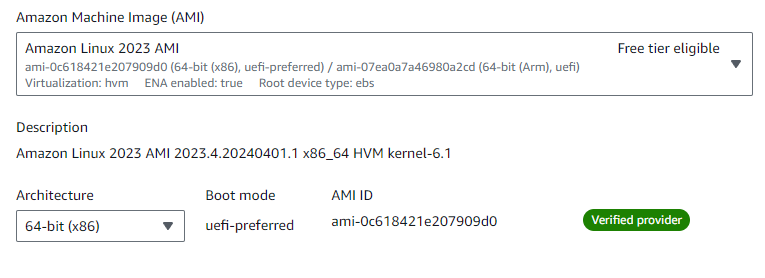 Amazon Machine Image (AMI)
Amazon Linux 2023 AMI Free tier eligible
ami-0c618421e207909d0 (64-bit (x86), uefi-preferred) / ami-07ea0a7a46980a2cd (64-bit (Arm), uefi)
Virtualization: hvm ENA enabled: true Root device type: ebs
Description
Amazon Linux 2023 AMI 2023.4.20240401.1 x86_64 HVM kernel-6.1
Architecture Boot mode AMI ID
64-bit (x86) uefi-preferred ami-0c618421e207909d0 Verified provider